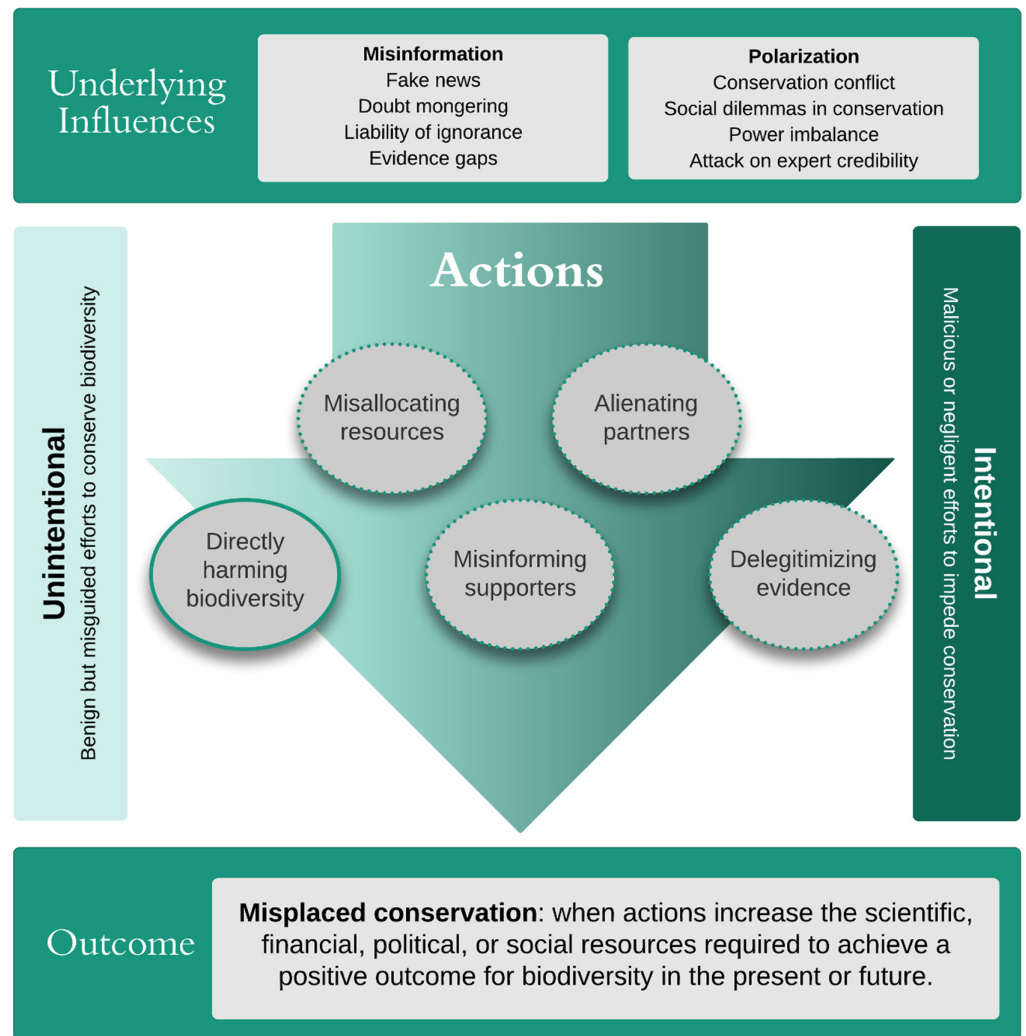 Underlying
Influences
Misinformation
Fake news
Doubt mongering
Liability of ignorance
Evidence gaps
Polarization
Conservation conflict
Social dilemmas in conservation
Power imbalance
Attack on expert credibility
Unintentional
Benign but misguided efforts to conserve biodiversity
Actions
Misallocating
resources
Alienating
partners
Directly
harming
biodiversity
Misinforming
supporters
Delegitimizing
evidence
Intentional
Malicious or negligent efforts to impede conservation
Outcome
Misplaced conservation: when actions increase the scientific,
financial, political, or social resources required to achieve a
positive outcome for biodiversity in the present or future.